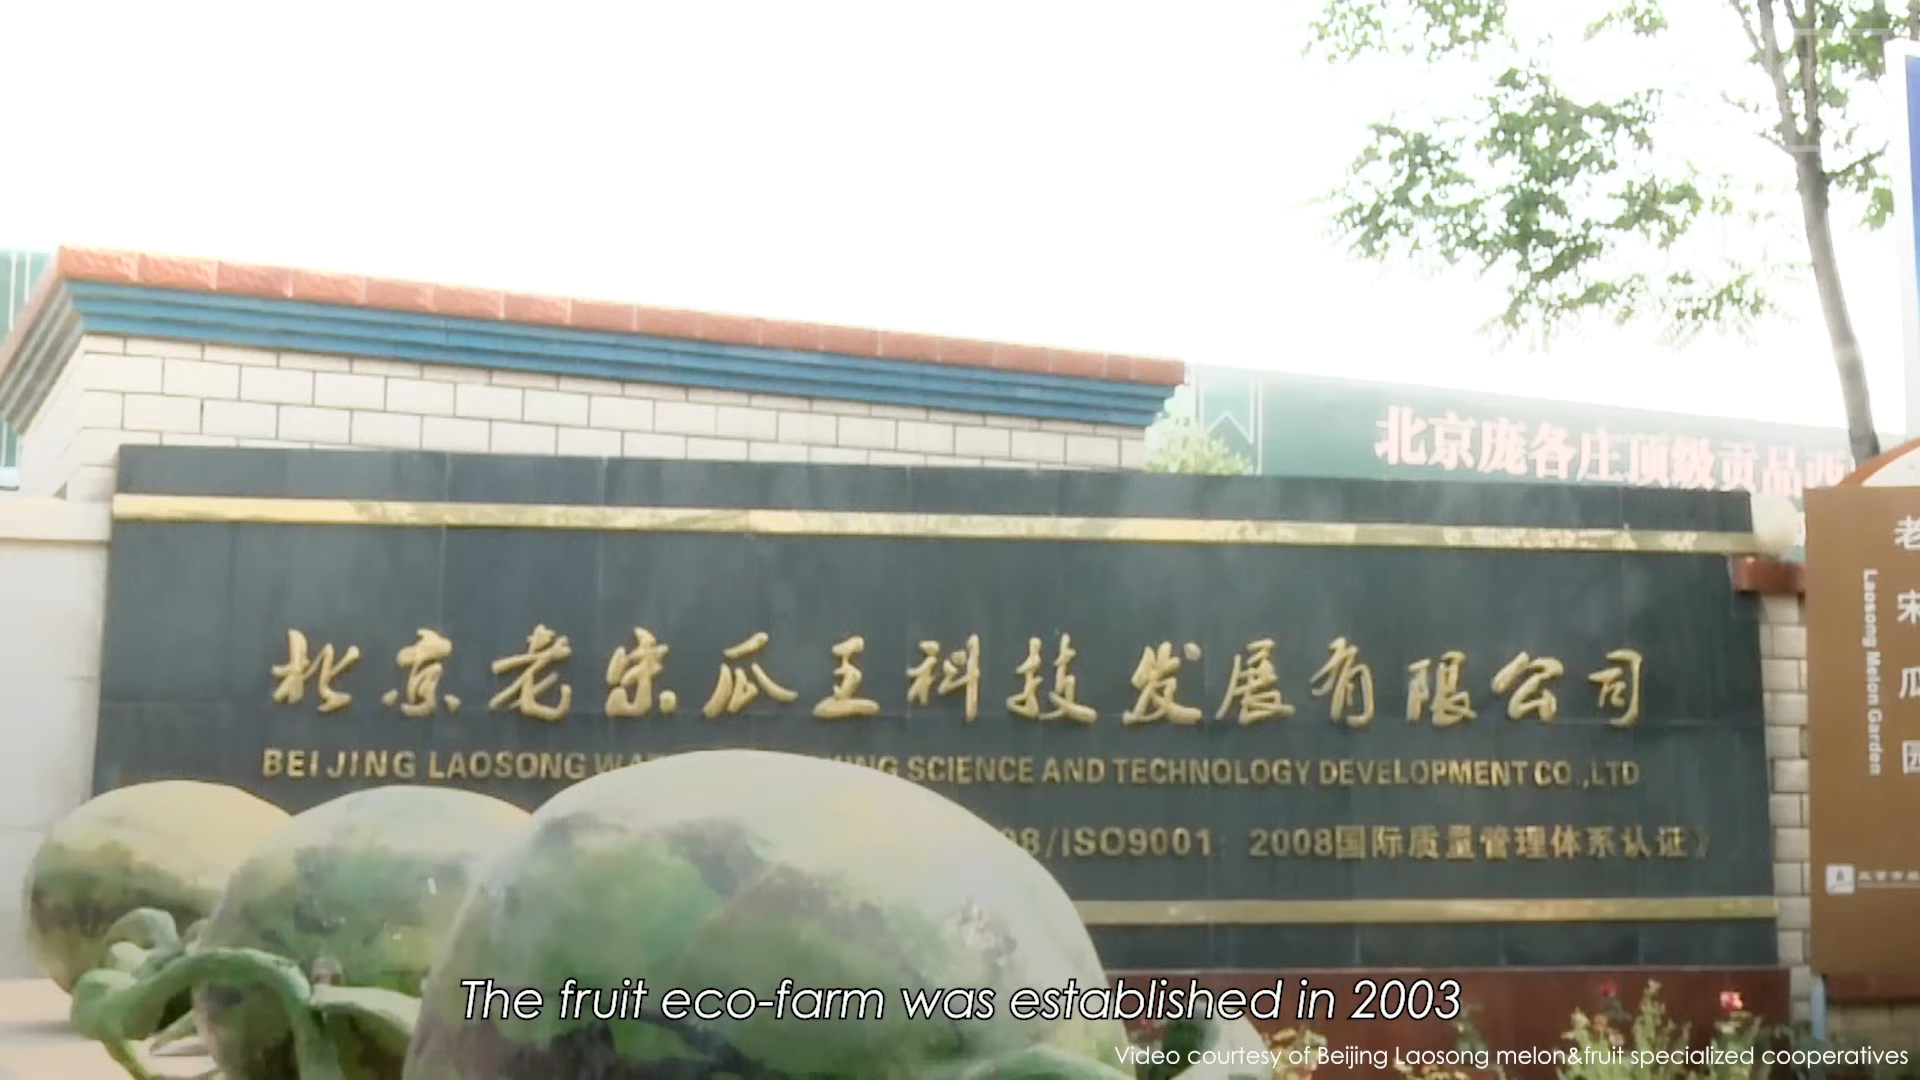 北京庞各庄顶级贡品西
北京老宋瓜王科技发展有限公司
BEIJING LAOSONG SCIENCE AND TECHNOLOGY DEVELOPMENT CO.,LTD
/ISO9001: 2008国际质量管理体系认证》
老宋瓜园
Laosong Melon Garden
The fruit eco-farm was established in 2003
Video courtesy of Beijing Laosong melon&fruit specialized cooperatives